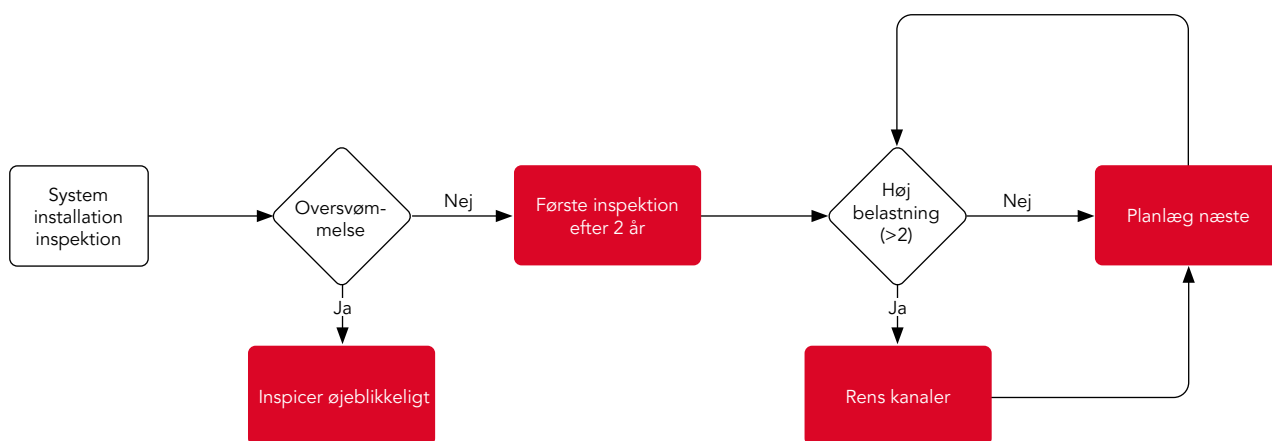 System
installation
inspektion
Oversvøm-
melse
Nej
Ja
Inspicer øjeblikkeligt
Første inspektion
efter 2 år
Høj
belastning
(>2)
Nej
Ja
Rens kanaler
Planlæg næste